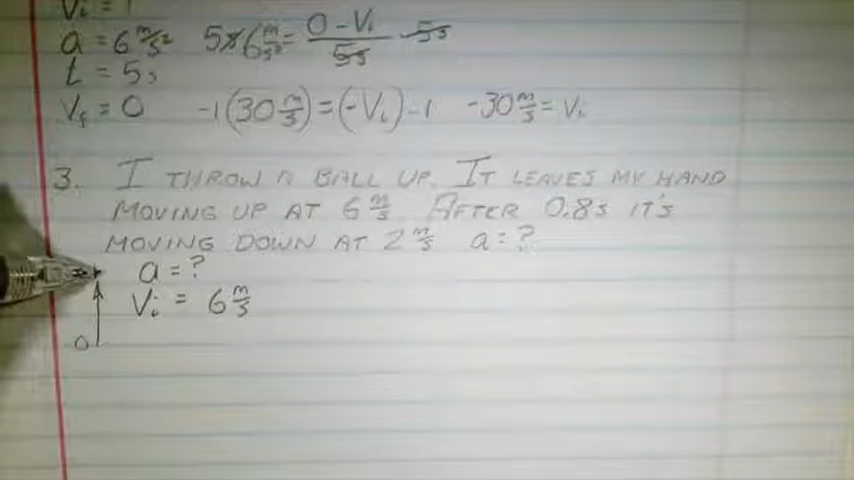 a = 6 m/s² 5s x 6 m/s² = 0 - Vi / 5s · 5s
t = 5s
Vf = 0 -1(30 m/s) = (-Vi) -1 -30 m/s = Vi
3. I THROW A BALL UP. IT LEAVES MY HAND
MOVING UP AT 6 m/s AFTER 0.8s IT'S
MOVING DOWN AT 2 m/s a = ?
a = ?
Vi = 6 m/s
+
0